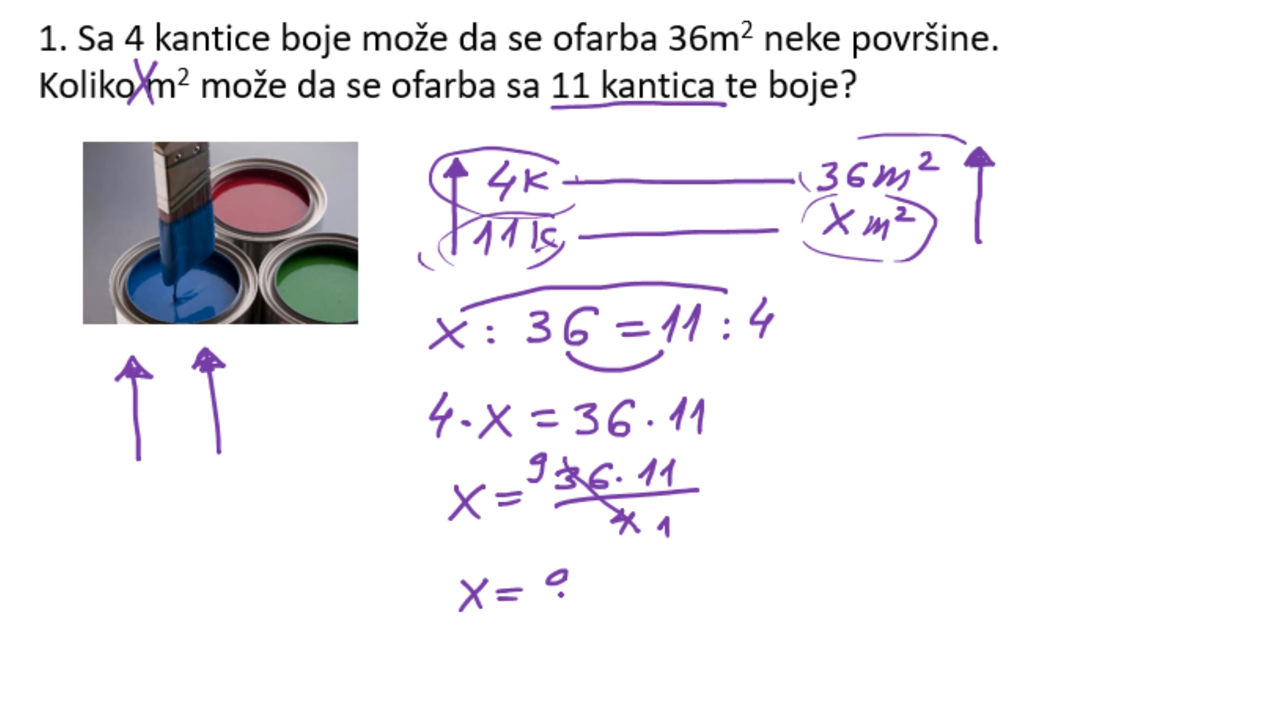 1. Sa 4 kantice boje može da se ofarba 36m² neke površine.
Koliko X m² može da se ofarba sa 11 kantica te boje?
4K 36m²
11K X m²
X : 36 = 11 : 4
4 · X = 36 · 11
X = 9 36 · 11 / 4 1
X =